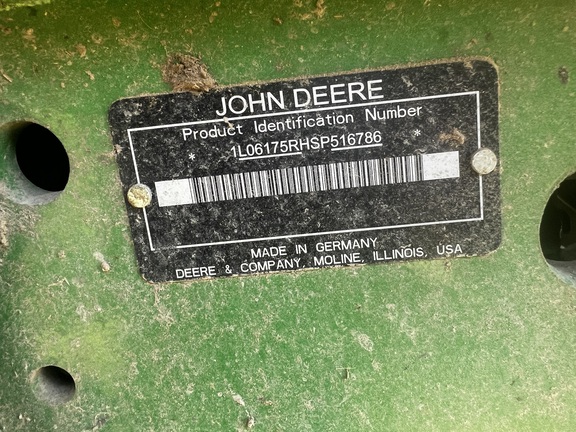 JOHN DEERE
Product Identification Number
* 1L06175RHSP516786 *
MADE IN GERMANY
DEERE & COMPANY, MOLINE, ILLINOIS, USA